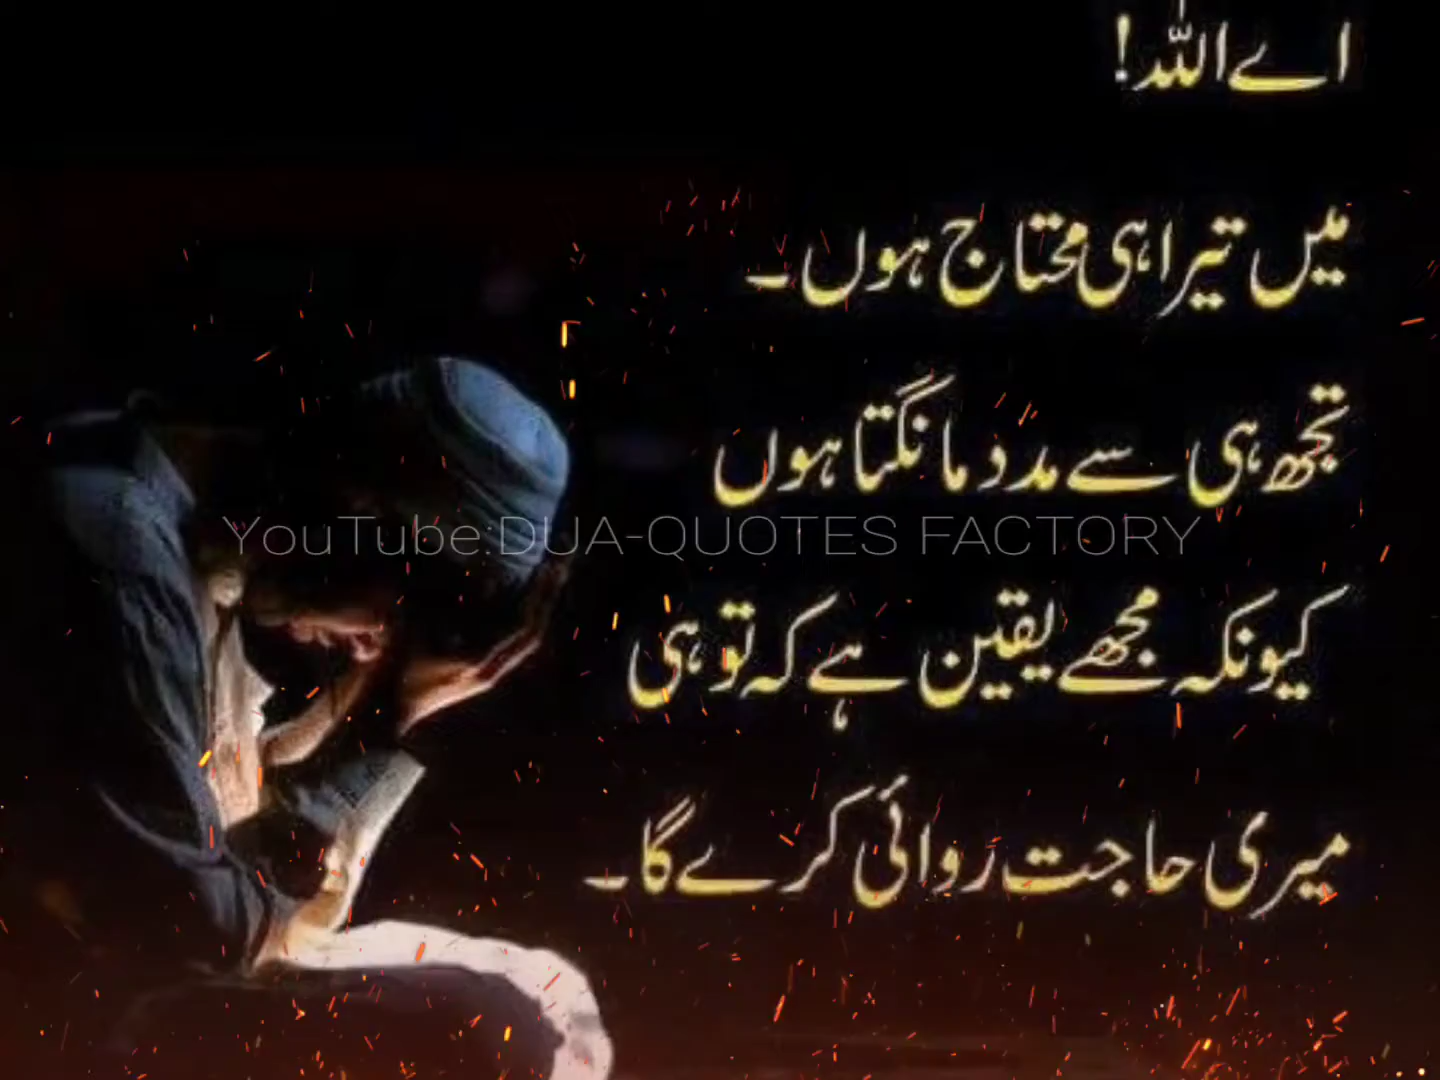 اے اللہ!
میں تیرا ہی محتاج ہوں۔
تجھ ہی سے مدد مانگتا ہوں
YouTube:DUA-QUOTES FACTORY
کیونکہ مجھے یقین ہے کہ تو ہی
میری حاجت روائی کرے گا۔